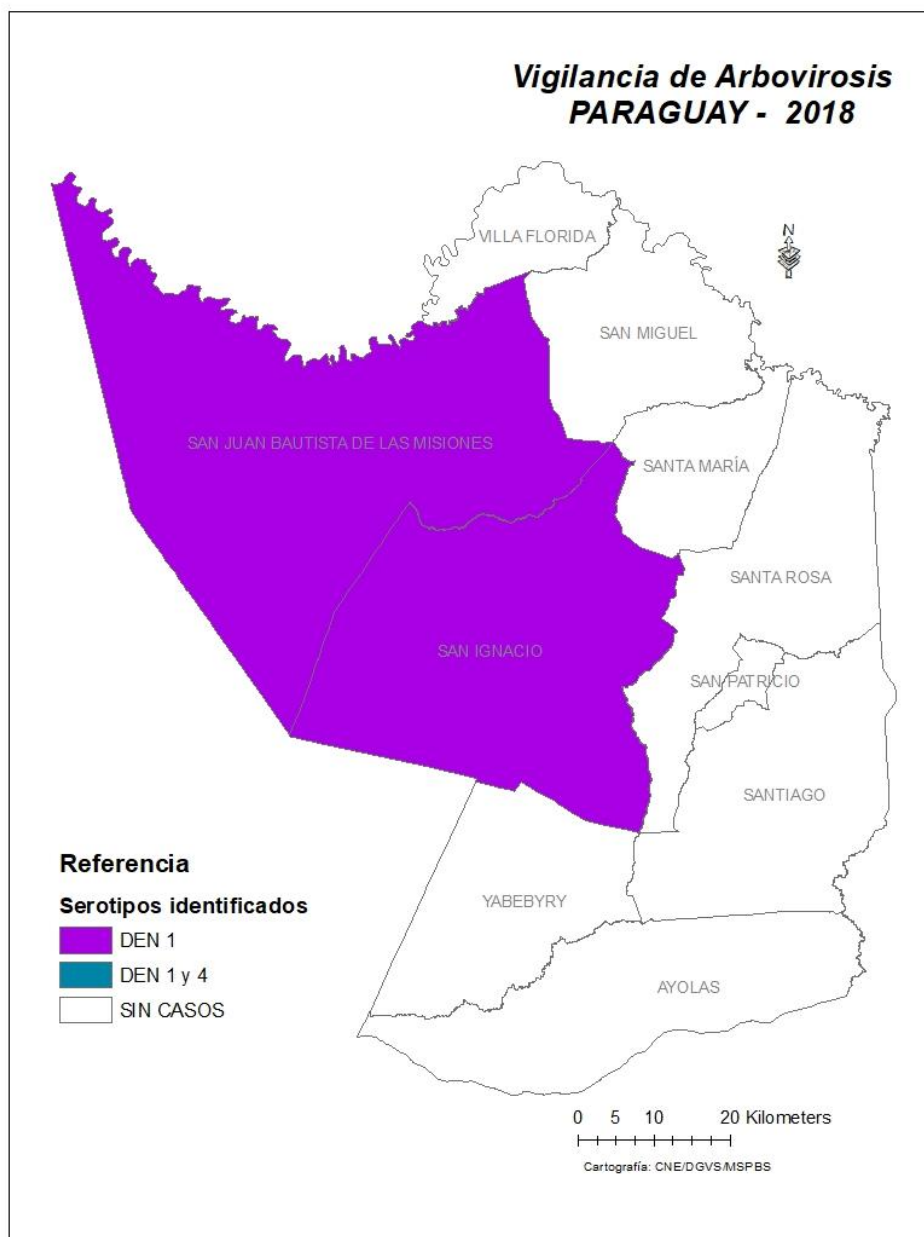 Vigilancia de Arbovirosis
PARAGUAY - 2018
N
VILLA FLORIDA
SAN MIGUEL
SAN JUAN BAUTISTA DE LAS MISIONES
SANTA MARÍA
SANTA ROSA
SAN IGNACIO
SAN PATRICIO
SANTIAGO
YABEBYRY
AYOLAS
Referencia
Serotipos identificados
DEN 1
DEN 1 y 4
SIN CASOS
0 5 10 20 Kilometers
Cartografía: CNE/DGVS/MSPBS